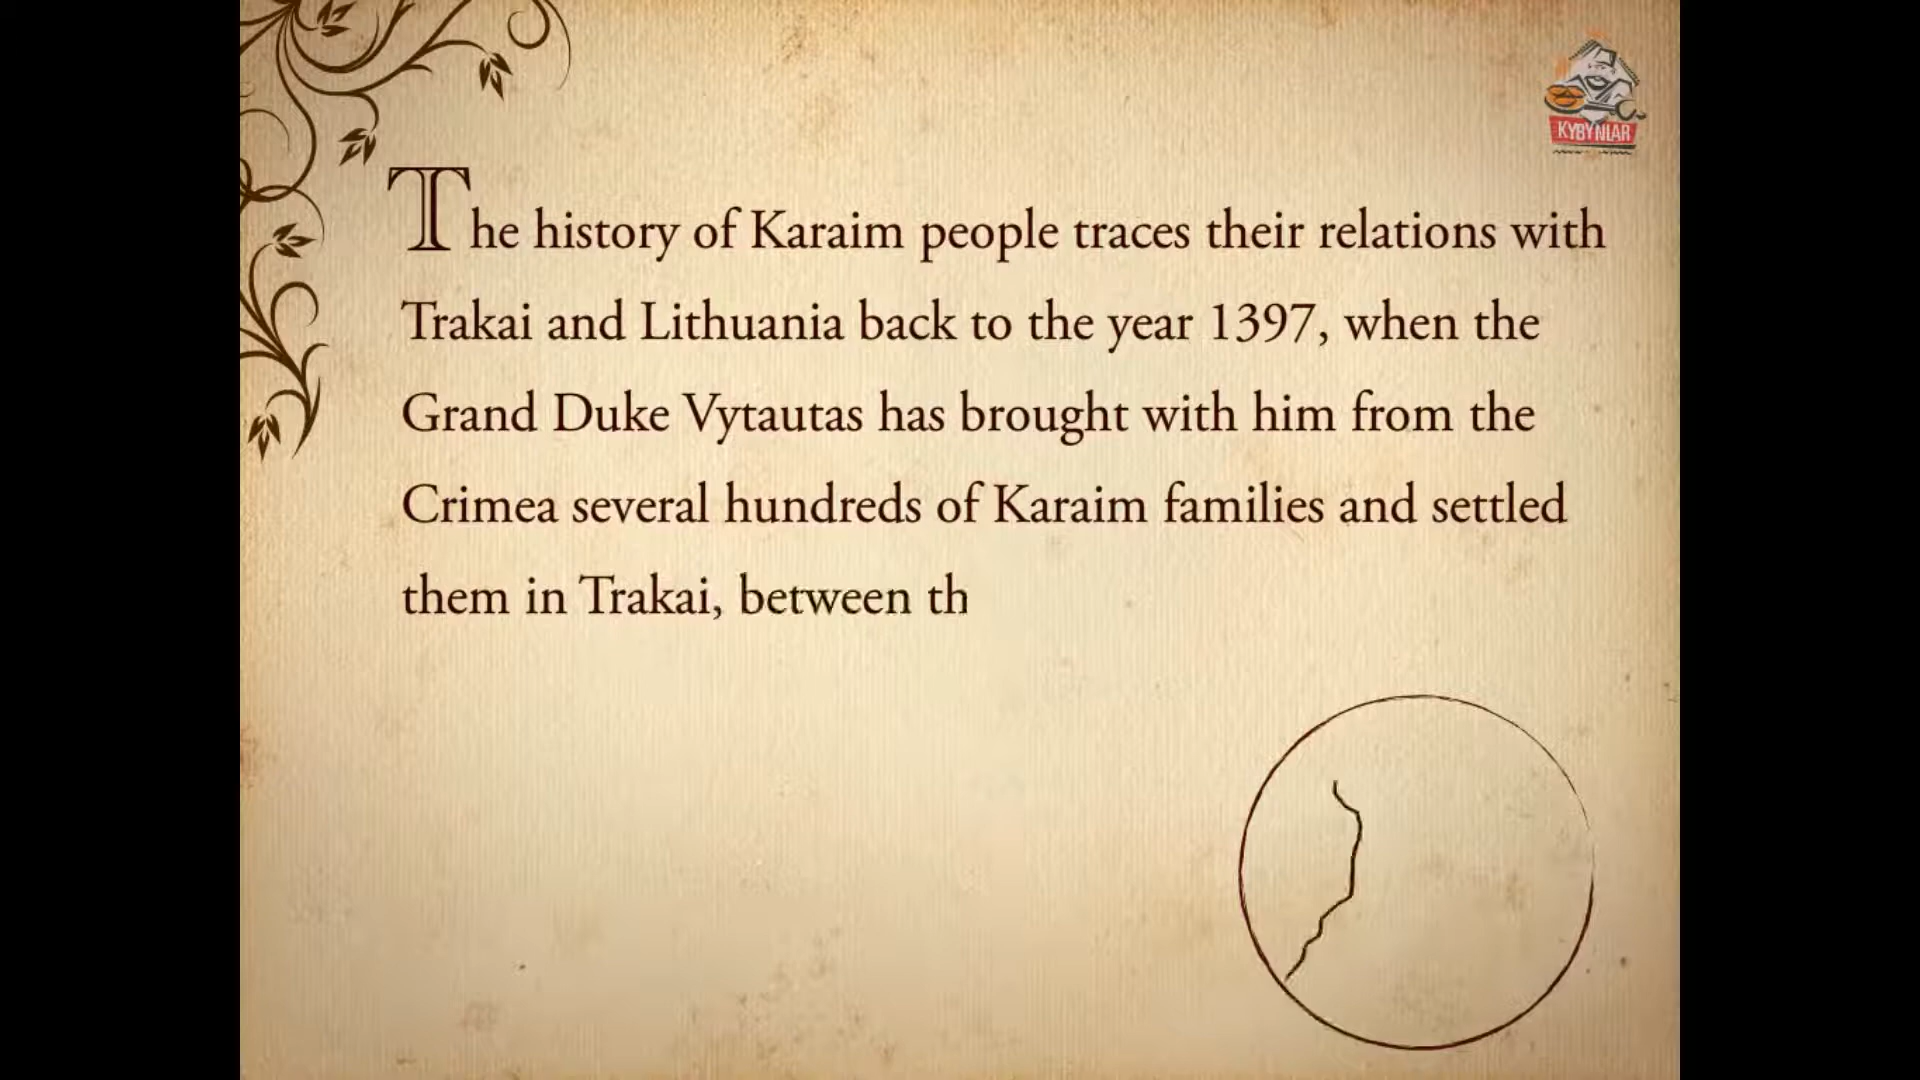 KYBYNLAR
The history of Karaim people traces their relations with
Trakai and Lithuania back to the year 1397, when the
Grand Duke Vytautas has brought with him from the
Crimea several hundreds of Karaim families and settled
them in Trakai, between th